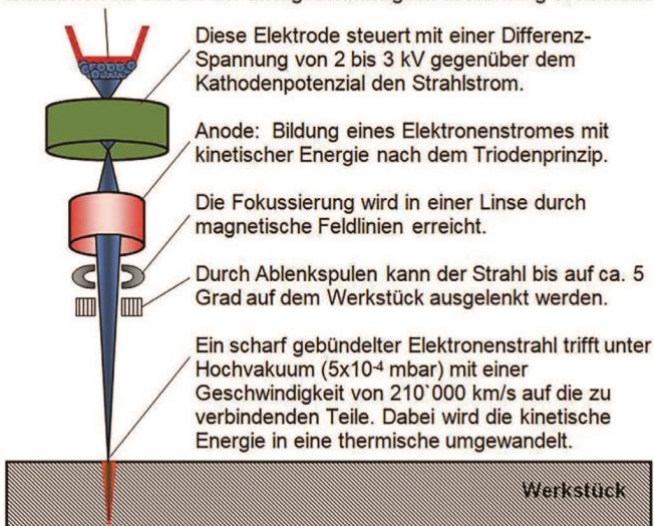 Diese Elektrode steuert mit einer Differenz-
Spannung von 2 bis 3 kV gegenüber dem
Kathodenpotenzial den Strahlstrom.
Anode: Bildung eines Elektronenstromes mit
kinetischer Energie nach dem Triodenprinzip.
Die Fokussierung wird in einer Linse durch
magnetische Feldlinien erreicht.
Durch Ablenkspulen kann der Strahl bis auf ca. 5
Grad auf dem Werkstück ausgelenkt werden.
Ein scharf gebündelter Elektronenstrahl trifft unter
Hochvakuum (5x10⁻⁴ mbar) mit einer
Geschwindigkeit von 210`000 km/s auf die zu
verbindenden Teile. Dabei wird die kinetische
Energie in eine thermische umgewandelt.
Werkstück